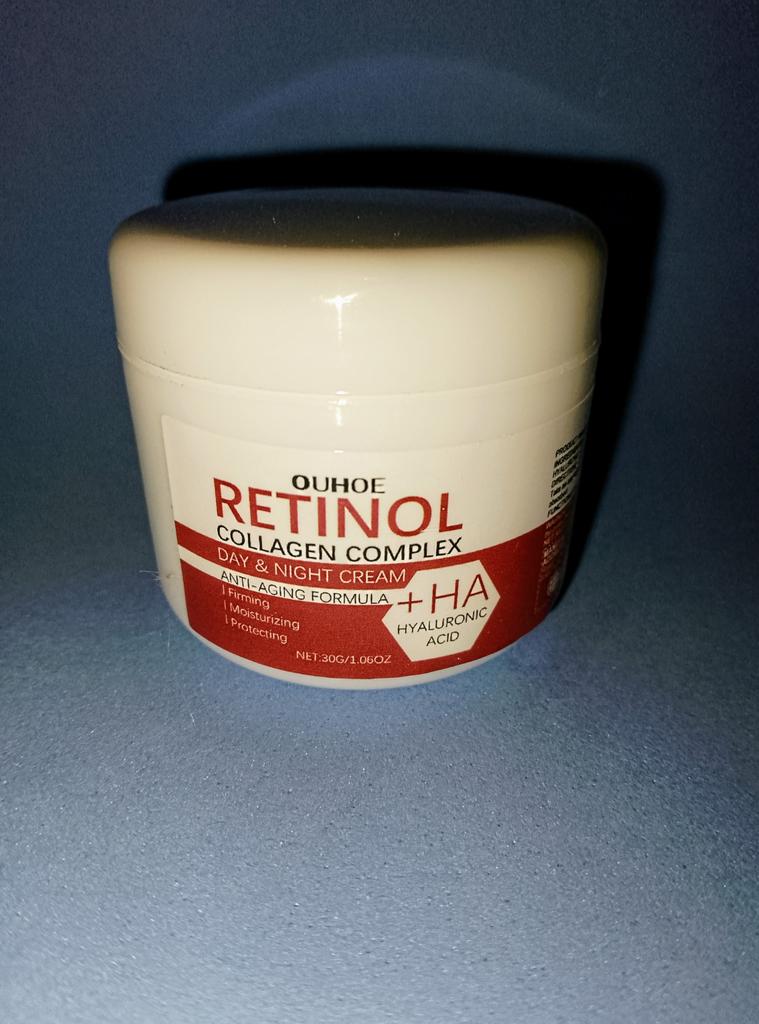 OUHOE
RETINOL
COLLAGEN COMPLEX
DAY & NIGHT CREAM
ANTI-AGING FORMULA
| Firming
| Moisturizing
| Protecting
+HA
HYALURONIC
ACID
NET:30G/1.06OZ